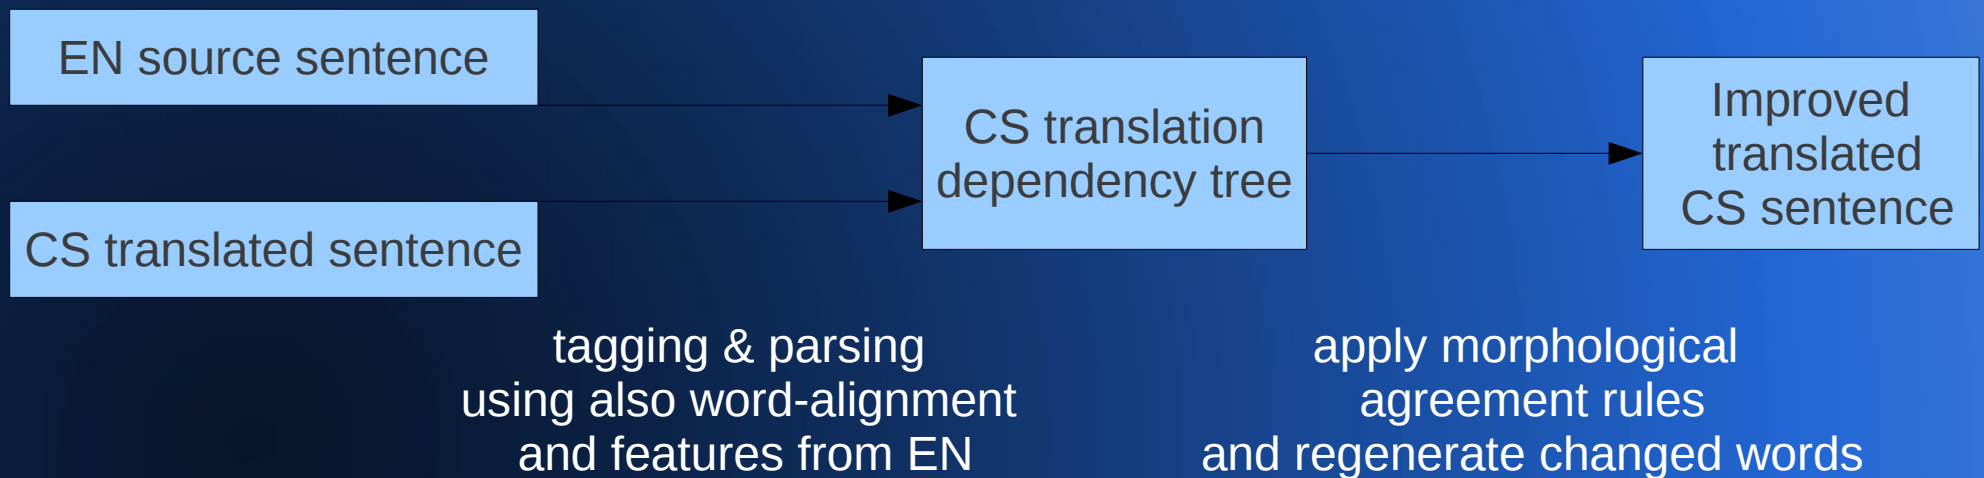 EN source sentence
CS translated sentence
CS translation
dependency tree
Improved
translated
CS sentence
tagging & parsing
using also word-alignment
and features from EN
apply morphological
agreement rules
and regenerate changed words